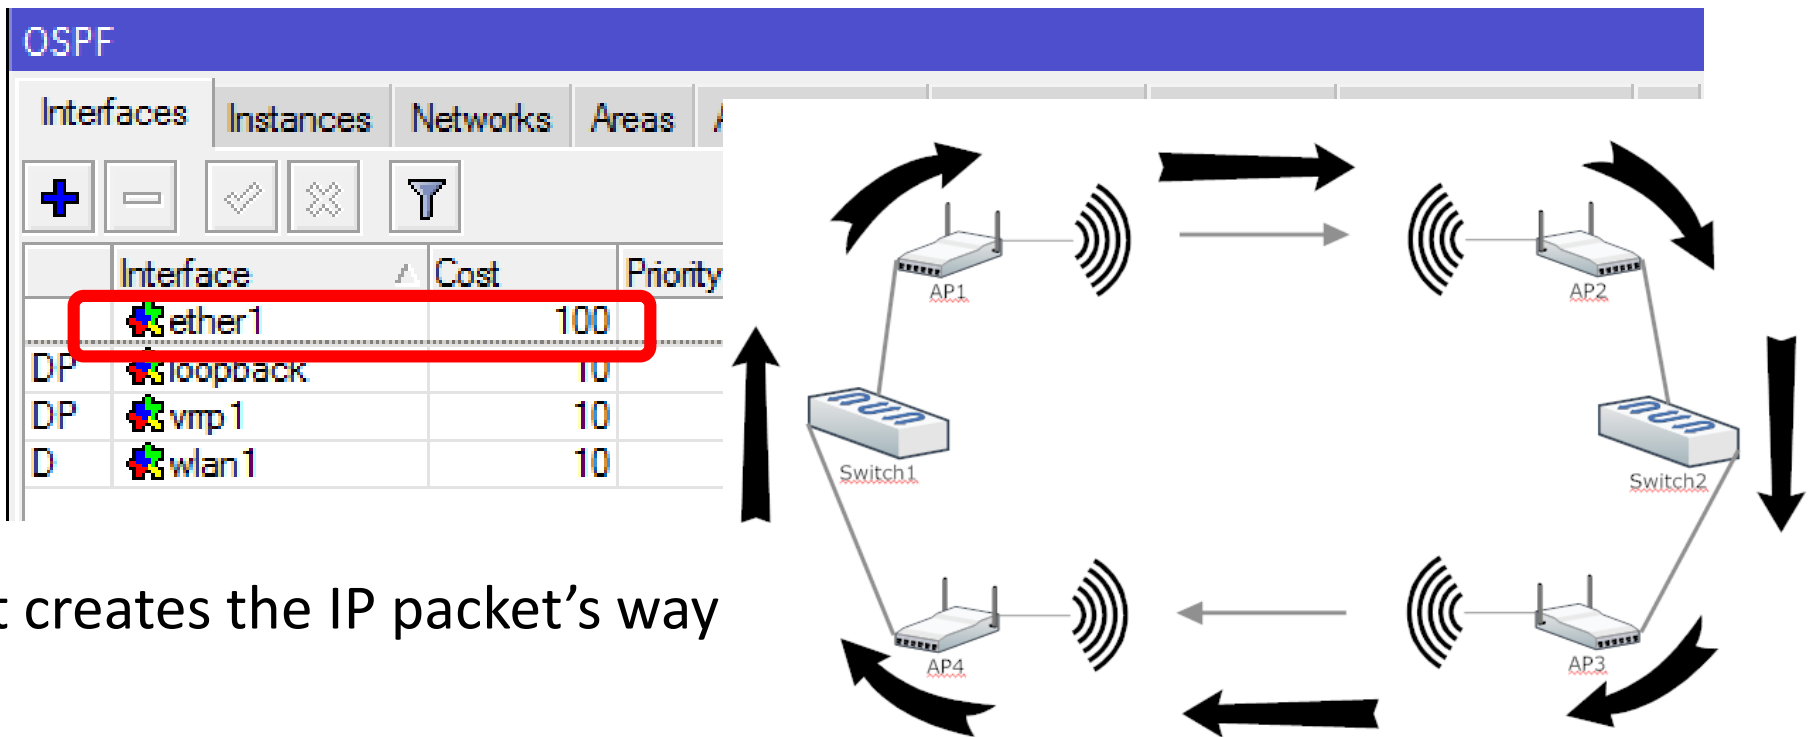 OSPF
Interfaces Instances Networks Areas
Interface Cost Priority
ether1 100
DP loopback 10
DP vrrp1 10
D wlan1 10
AP1
AP2
Switch1
Switch2
t creates the IP packet’s way
AP4
AP3